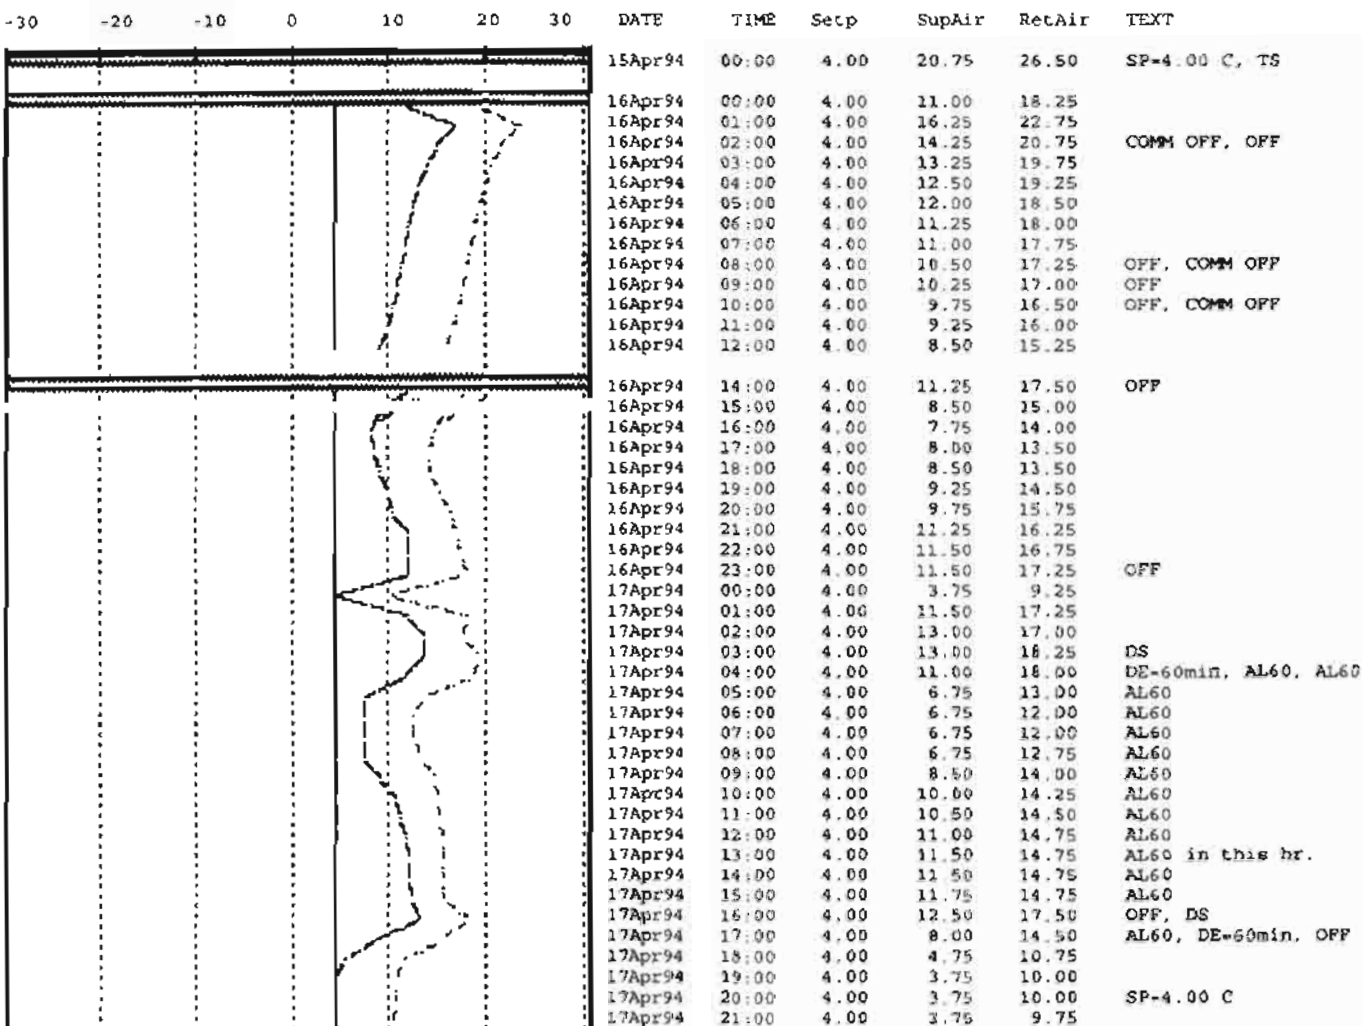 -30 -20 -10 0 10 20 30 DATE TIME Setp SupAir RetAir TEXT
15Apr94 00:00 4.00 20.75 26.50 SP=4.00 C, TS
16Apr94 00:00 4.00 11.00 18.25
16Apr94 01:00 4.00 16.25 22.75
16Apr94 02:00 4.00 14.25 20.75 COMM OFF, OFF
16Apr94 03:00 4.00 13.25 19.75
16Apr94 04:00 4.00 12.50 19.25
16Apr94 05:00 4.00 12.00 18.50
16Apr94 06:00 4.00 11.25 18.00
16Apr94 07:00 4.00 11.00 17.75
16Apr94 08:00 4.00 10.50 17.25 OFF, COMM OFF
16Apr94 09:00 4.00 10.25 17.00 OFF
16Apr94 10:00 4.00 9.75 16.50 OFF, COMM OFF
16Apr94 11:00 4.00 9.25 16.00
16Apr94 12:00 4.00 8.50 15.25
16Apr94 14:00 4.00 11.25 17.50 OFF
16Apr94 15:00 4.00 8.50 15.00
16Apr94 16:00 4.00 7.75 14.00
16Apr94 17:00 4.00 8.00 13.50
16Apr94 18:00 4.00 8.50 13.50
16Apr94 19:00 4.00 9.25 14.50
16Apr94 20:00 4.00 9.75 15.75
16Apr94 21:00 4.00 11.25 16.25
16Apr94 22:00 4.00 11.50 16.75
16Apr94 23:00 4.00 11.50 17.25 OFF
17Apr94 00:00 4.00 3.75 9.25
17Apr94 01:00 4.00 11.50 17.25
17Apr94 02:00 4.00 13.00 17.00
17Apr94 03:00 4.00 13.00 18.25 DS
17Apr94 04:00 4.00 11.00 18.00 DE=60min, AL60, AL60
17Apr94 05:00 4.00 6.75 13.00 AL60
17Apr94 06:00 4.00 6.75 12.00 AL60
17Apr94 07:00 4.00 6.75 12.00 AL60
17Apr94 08:00 4.00 6.75 12.75 AL60
17Apr94 09:00 4.00 8.50 14.00 AL60
17Apr94 10:00 4.00 10.00 14.25 AL60
17Apr94 11:00 4.00 10.50 14.50 AL60
17Apr94 12:00 4.00 11.00 14.75 AL60
17Apr94 13:00 4.00 11.50 14.75 AL60 in this hr.
17Apr94 14:00 4.00 11.50 14.75 AL60
17Apr94 15:00 4.00 11.75 14.75 AL60
17Apr94 16:00 4.00 12.50 17.50 OFF, DS
17Apr94 17:00 4.00 8.00 14.50 AL60, DE=60min, OFF
17Apr94 18:00 4.00 4.75 10.75
17Apr94 19:00 4.00 3.75 10.00
17Apr94 20:00 4.00 3.75 10.00 SP=4.00 C
17Apr94 21:00 4.00 3.75 9.75